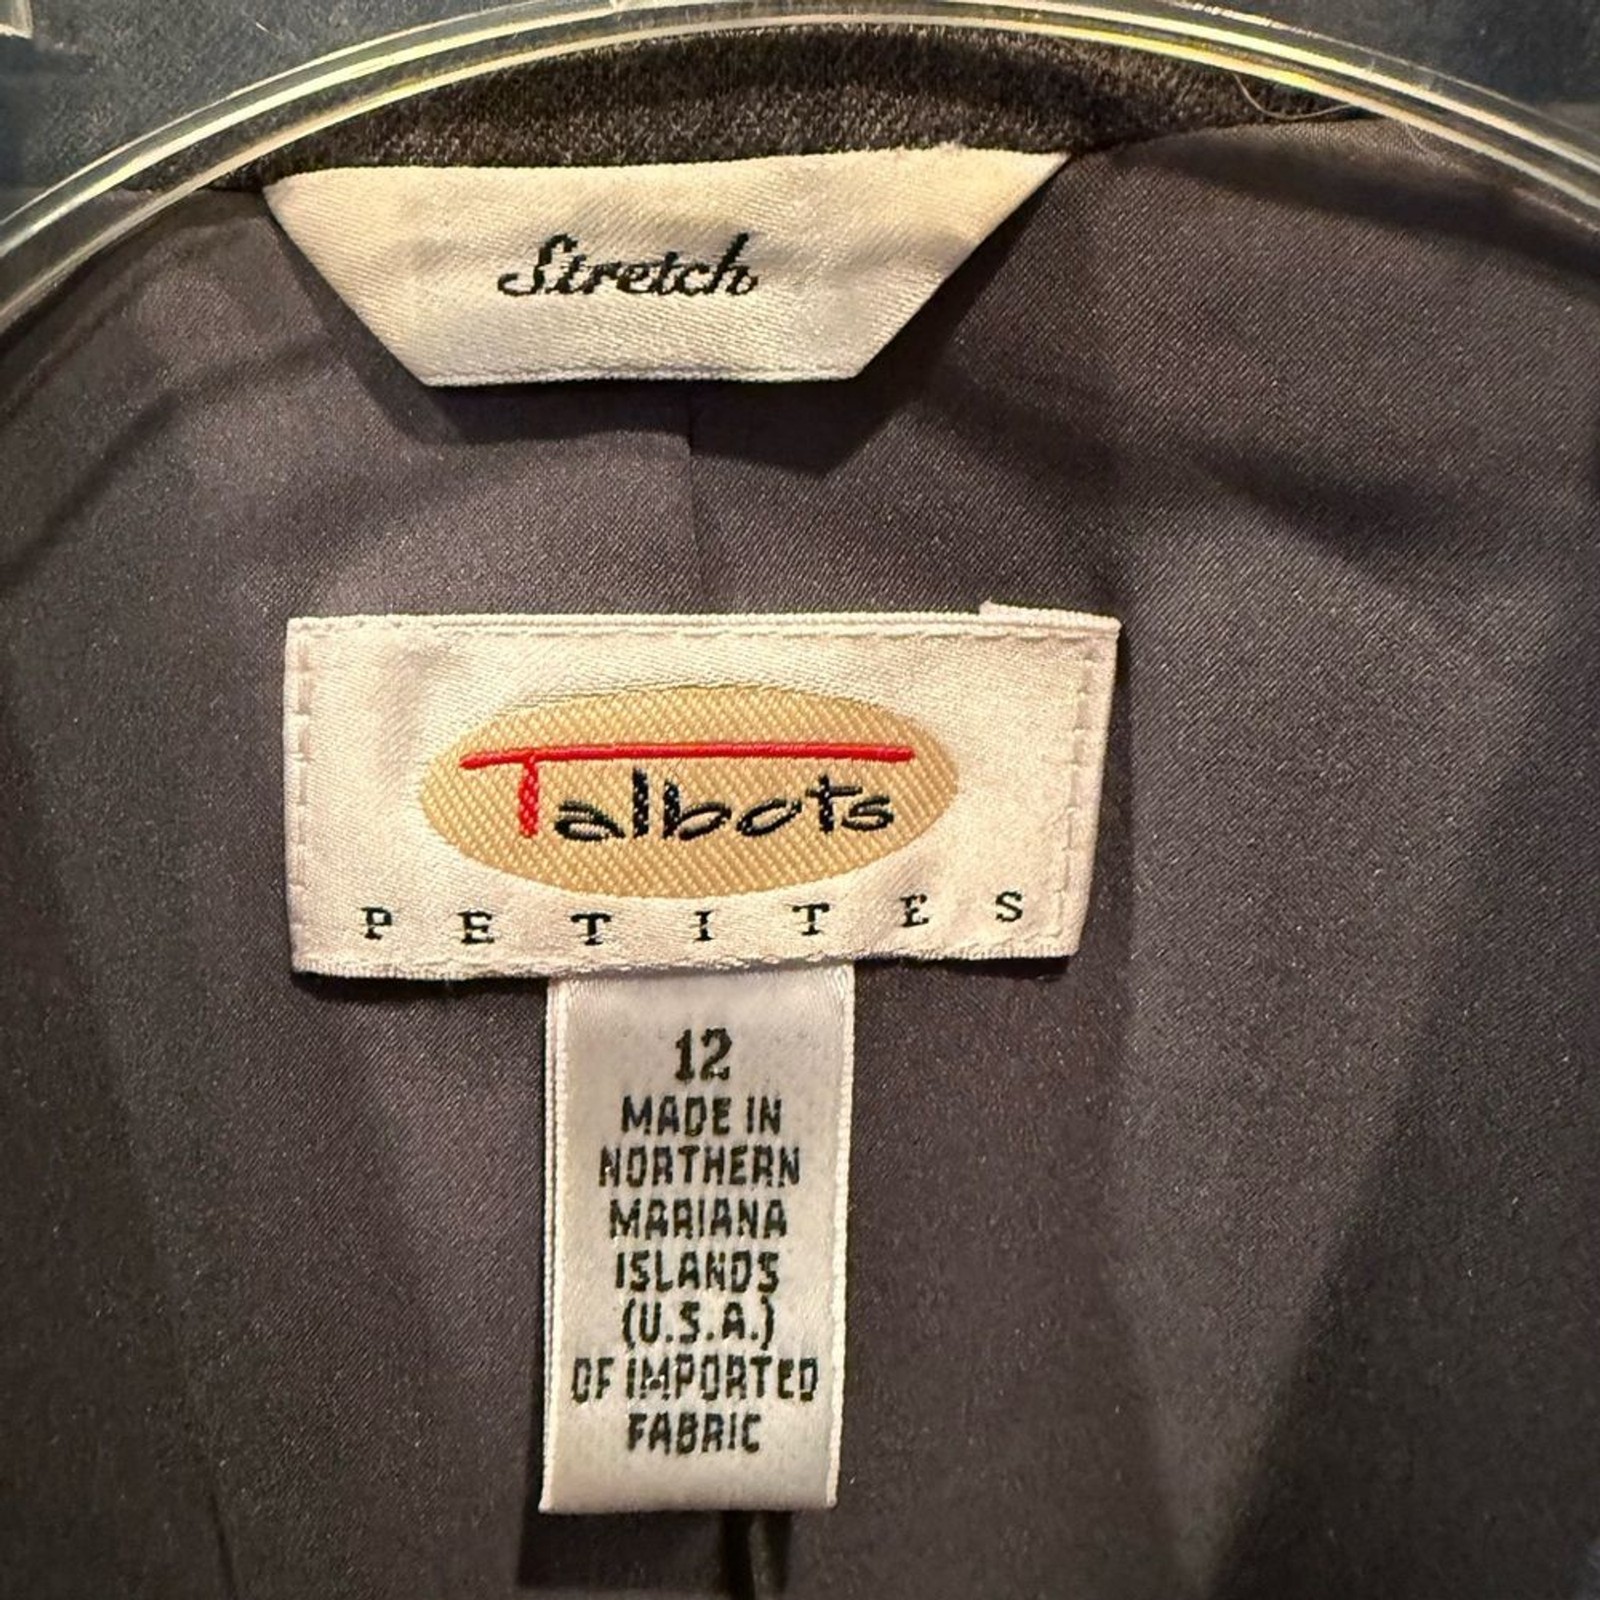 Stretch
Talbots
PETITES
12
MADE IN
NORTHERN
MARIANA
ISLANDS
(U.S.A.)
OF IMPORTED
FABRIC